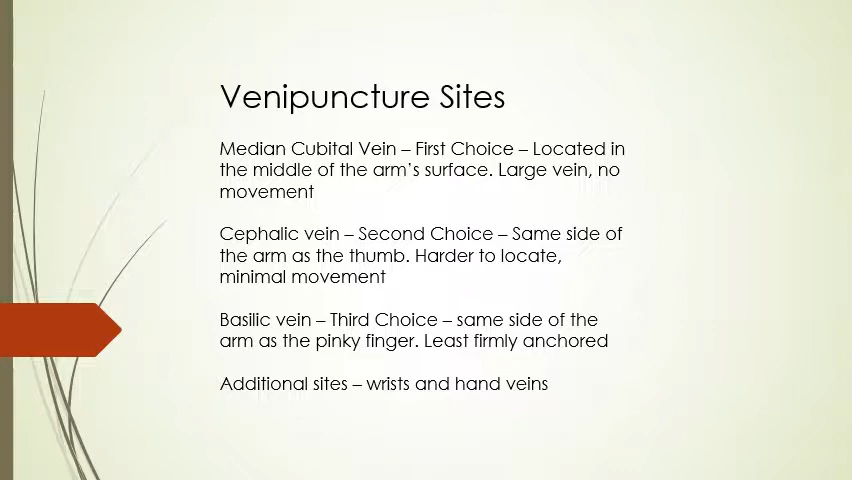 Venipuncture Sites
Median Cubital Vein – First Choice – Located in
the middle of the arm’s surface. Large vein, no
movement
Cephalic vein – Second Choice – Same side of
the arm as the thumb. Harder to locate,
minimal movement
Basilic vein – Third Choice – same side of the
arm as the pinky finger. Least firmly anchored
Additional sites – wrists and hand veins